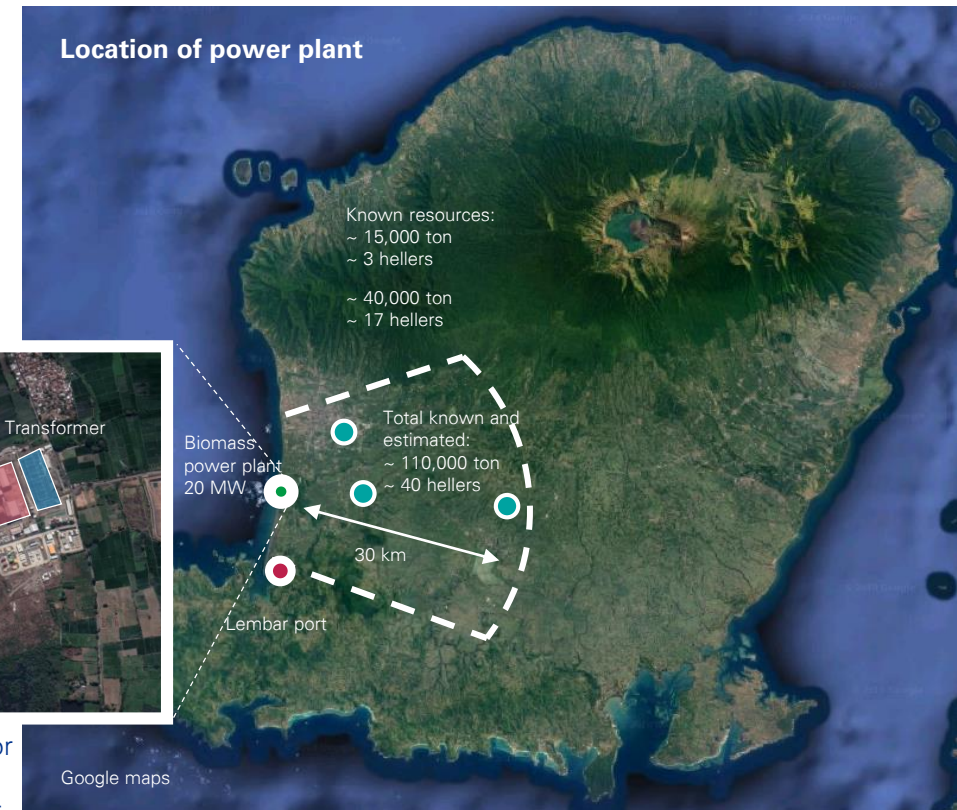 Location of power plant
Known resources:
~ 15,000 ton
~ 3 hellers
~ 40,000 ton
~ 17 hellers
Transformer
Biomass
power plant
20 MW
Total known and
estimated:
~ 110,000 ton
~ 40 hellers
30 km
Lembar port
or
Google maps